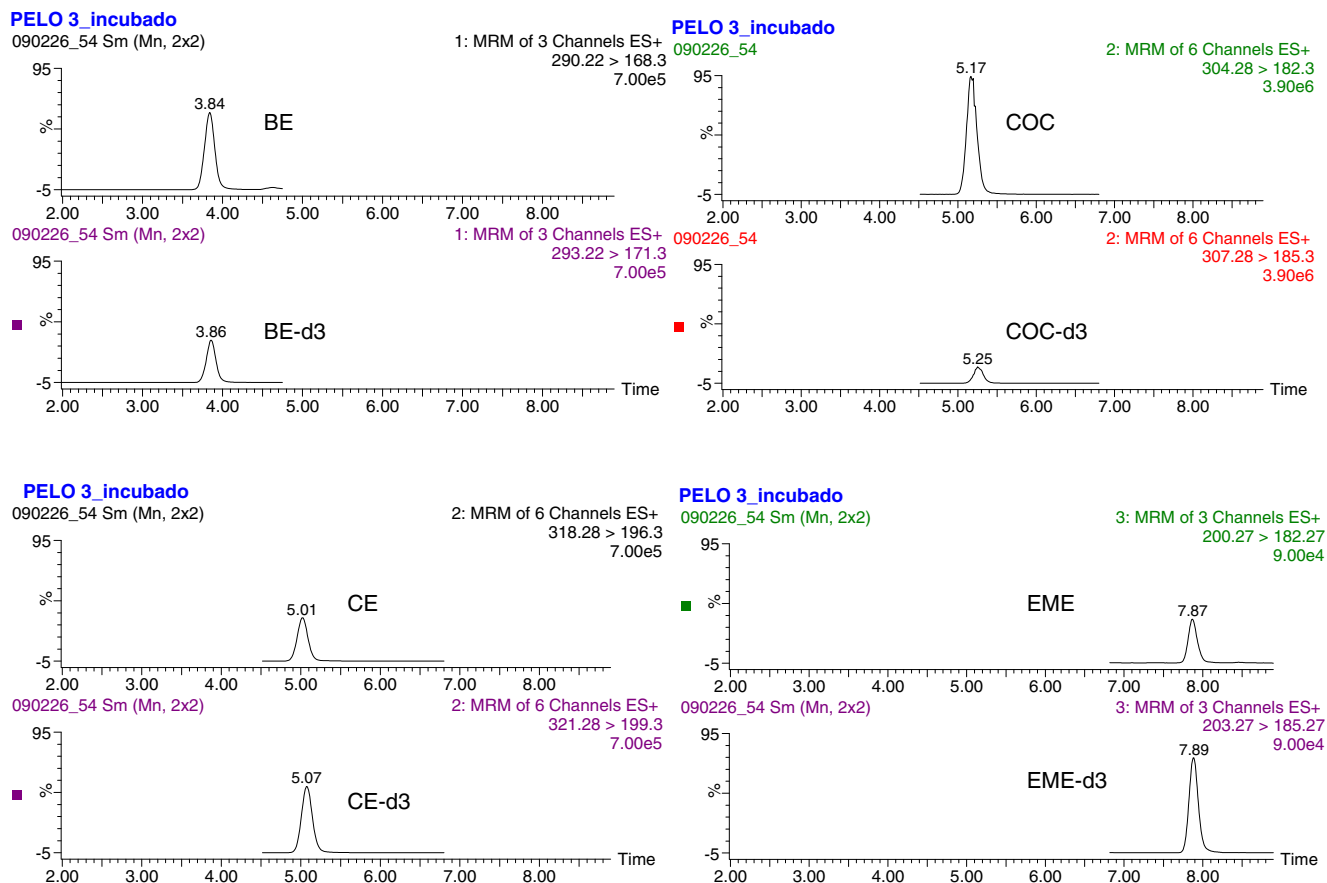 PELO 3_incubado
090226_54 Sm (Mn, 2x2)
1: MRM of 3 Channels ES+
290.22 > 168.3
7.00e5
95
%
-5
3.84
BE
2.00 3.00 4.00 5.00 6.00 7.00 8.00
090226_54 Sm (Mn, 2x2)
1: MRM of 3 Channels ES+
293.22 > 171.3
7.00e5
95
%
-5
3.86
BE-d3
Time
2.00 3.00 4.00 5.00 6.00 7.00 8.00
PELO 3_incubado
090226_54
2: MRM of 6 Channels ES+
304.28 > 182.3
3.90e6
95
%
-5
5.17
COC
2.00 3.00 4.00 5.00 6.00 7.00 8.00
090226_54
2: MRM of 6 Channels ES+
307.28 > 185.3
3.90e6
95
%
-5
5.25
COC-d3
Time
2.00 3.00 4.00 5.00 6.00 7.00 8.00
PELO 3_incubado
090226_54 Sm (Mn, 2x2)
2: MRM of 6 Channels ES+
318.28 > 196.3
7.00e5
95
%
-5
5.01
CE
2.00 3.00 4.00 5.00 6.00 7.00 8.00
090226_54 Sm (Mn, 2x2)
2: MRM of 6 Channels ES+
321.28 > 199.3
7.00e5
95
%
-5
5.07
CE-d3
Time
2.00 3.00 4.00 5.00 6.00 7.00 8.00
PELO 3_incubado
090226_54 Sm (Mn, 2x2)
3: MRM of 3 Channels ES+
200.27 > 182.27
9.00e4
95
%
-5
7.87
EME
2.00 3.00 4.00 5.00 6.00 7.00 8.00
090226_54 Sm (Mn, 2x2)
3: MRM of 3 Channels ES+
203.27 > 185.27
9.00e4
95
%
-5
7.89
EME-d3
Time
2.00 3.00 4.00 5.00 6.00 7.00 8.00